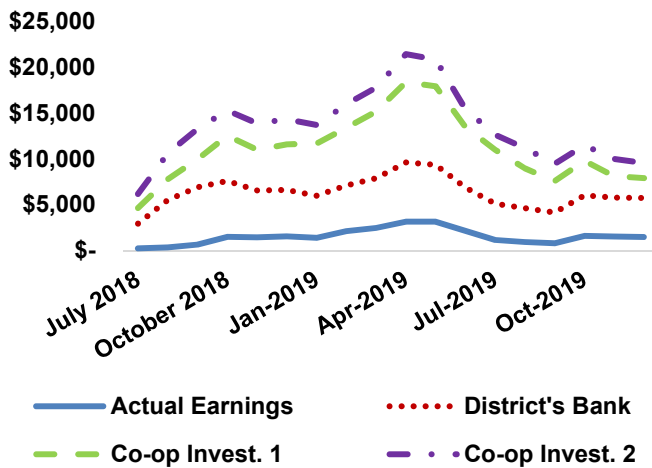 $25,000
$20,000
$15,000
$10,000
$5,000
$-
July 2018
October 2018
Jan-2019
Apr-2019
Jul-2019
Oct-2019
Actual Earnings
District's Bank
Co-op Invest. 1
Co-op Invest. 2